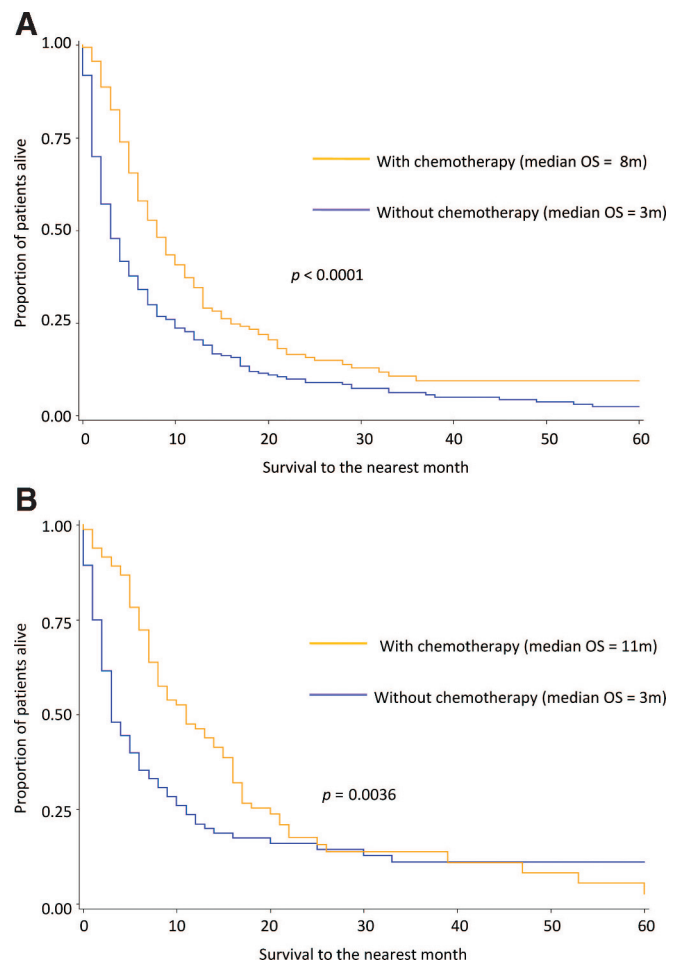 A
1.00
0.75
0.50
0.25
0.00
Proportion of patients alive
With chemotherapy (median OS = 8m)
Without chemotherapy (median OS = 3m)
p < 0.0001
0 10 20 30 40 50 60
Survival to the nearest month
B
1.00
0.75
0.50
0.25
0.00
Proportion of patients alive
With chemotherapy (median OS = 11m)
Without chemotherapy (median OS = 3m)
p = 0.0036
0 10 20 30 40 50 60
Survival to the nearest month